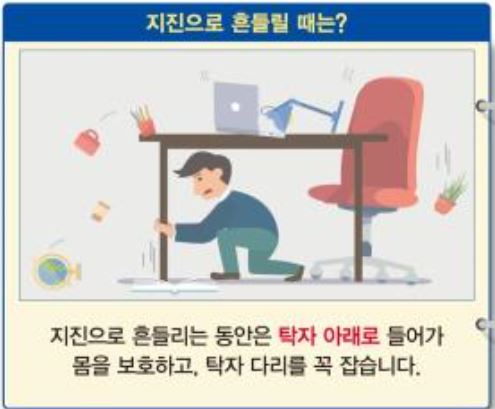 지진으로 흔들릴 때는?
지진으로 흔들리는 동안은 탁자 아래로 들어가
몸을 보호하고, 탁자 다리를 꼭 잡습니다.